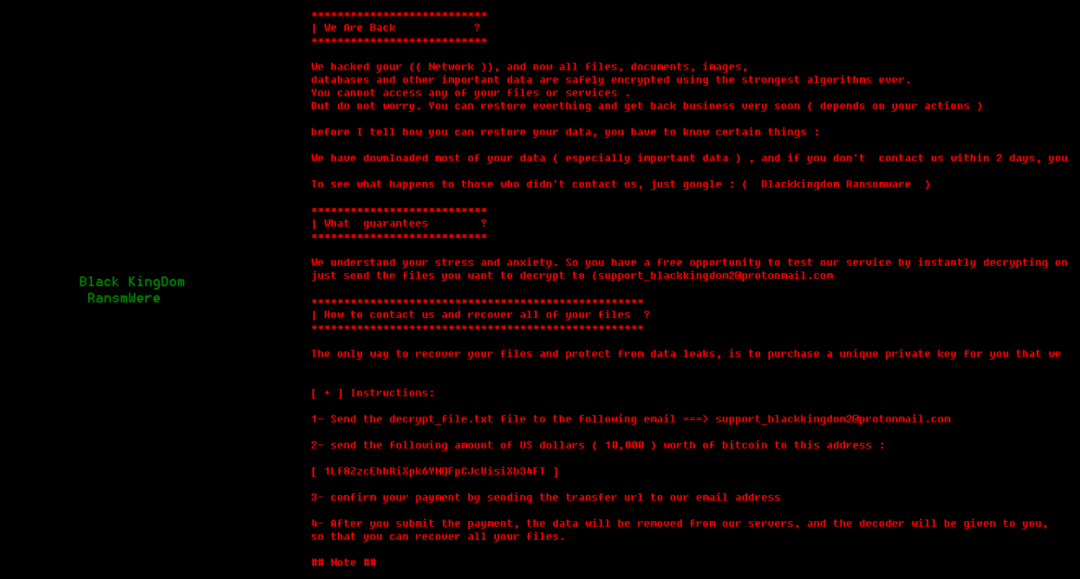 ***************************
| We Are Back            ?
***************************
We hacked your (( Network )), and now all files, documents, images,
databases and other important data are safely encrypted using the strongest algorithms ever.
You cannot access any of your files or services .
But do not worry. You can restore everthing and get back business very soon ( depends on your actions )
before I tell how you can restore your data, you have to know certain things :
We have downloaded most of your data ( especially important data ) , and if you don't  contact us within 2 days, you
To see what happens to those who didn't contact us, just google : (  Blackkingdom Ransomware  )
***************************
| What  guarantees        ?
***************************
We understand your stress and anxiety. So you have a free opportunity to test our service by instantly decrypting on
just send the files you want to decrypt to (support_blackkingdom2@protonmail.com
Black KingDom
RansmWere
***************************************************
| How to contact us and recover all of your files  ?
***************************************************
The only way to recover your files and protect from data leaks, is to purchase a unique private key for you that we
[ + ] Instructions:
1- Send the decrypt_file.txt file to the following email ===> support_blackkingdom2@protonmail.com
2- send the following amount of US dollars ( 10,000 ) worth of bitcoin to this address :
[ 1Lf8ZzcEhhRiXpk6YNQFpCJcUisiXb34FT ]
3- confirm your payment by sending the transfer url to our email address
4- After you submit the payment, the data will be removed from our servers, and the decoder will be given to you,
so that you can recover all your files.
## Note ##